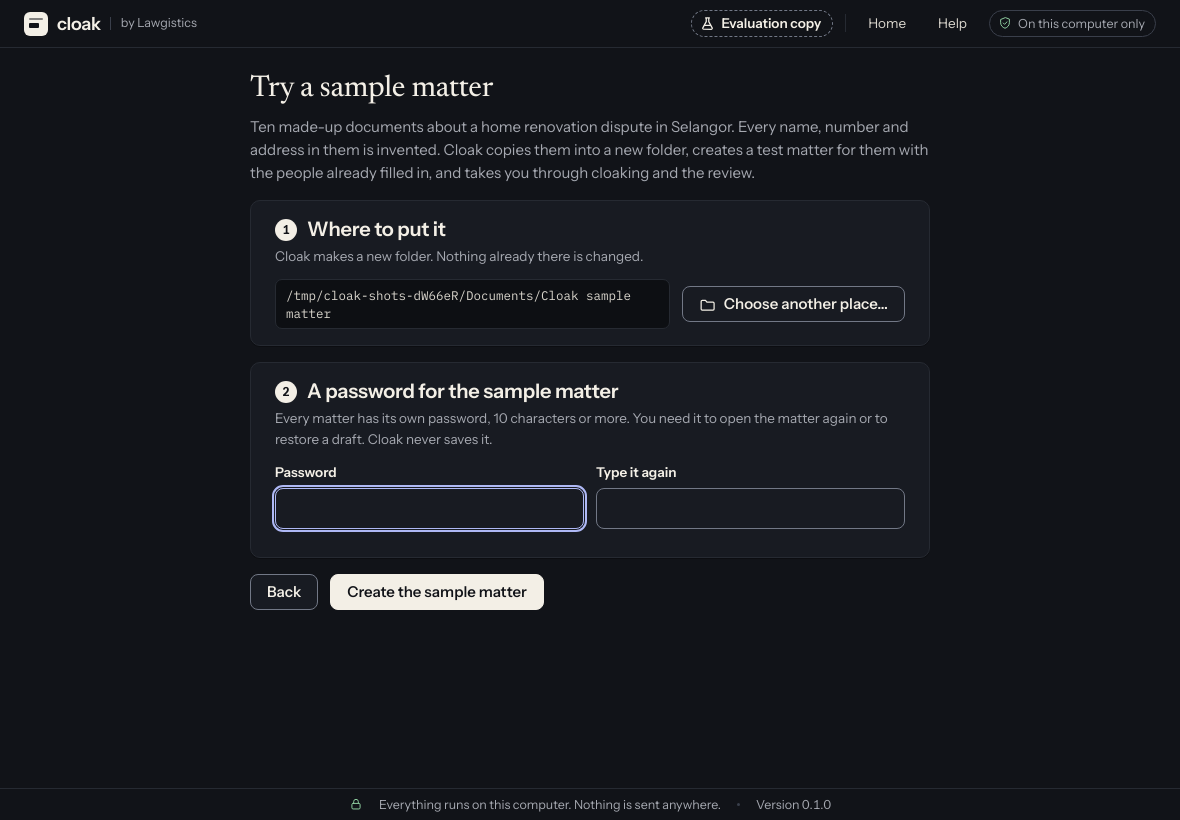 cloak
by Lawgistics
Evaluation copy
Home
Help
On this computer only
Try a sample matter
Ten made-up documents about a home renovation dispute in Selangor. Every name, number and
address in them is invented. Cloak copies them into a new folder, creates a test matter for them with
the people already filled in, and takes you through cloaking and the review.
1 Where to put it
Cloak makes a new folder. Nothing already there is changed.
/tmp/cloak-shots-dW66eR/Documents/Cloak sample
matter
Choose another place…
2 A password for the sample matter
Every matter has its own password, 10 characters or more. You need it to open the matter again or to
restore a draft. Cloak never saves it.
Password
Type it again
Back
Create the sample matter
Everything runs on this computer. Nothing is sent anywhere. • Version 0.1.0